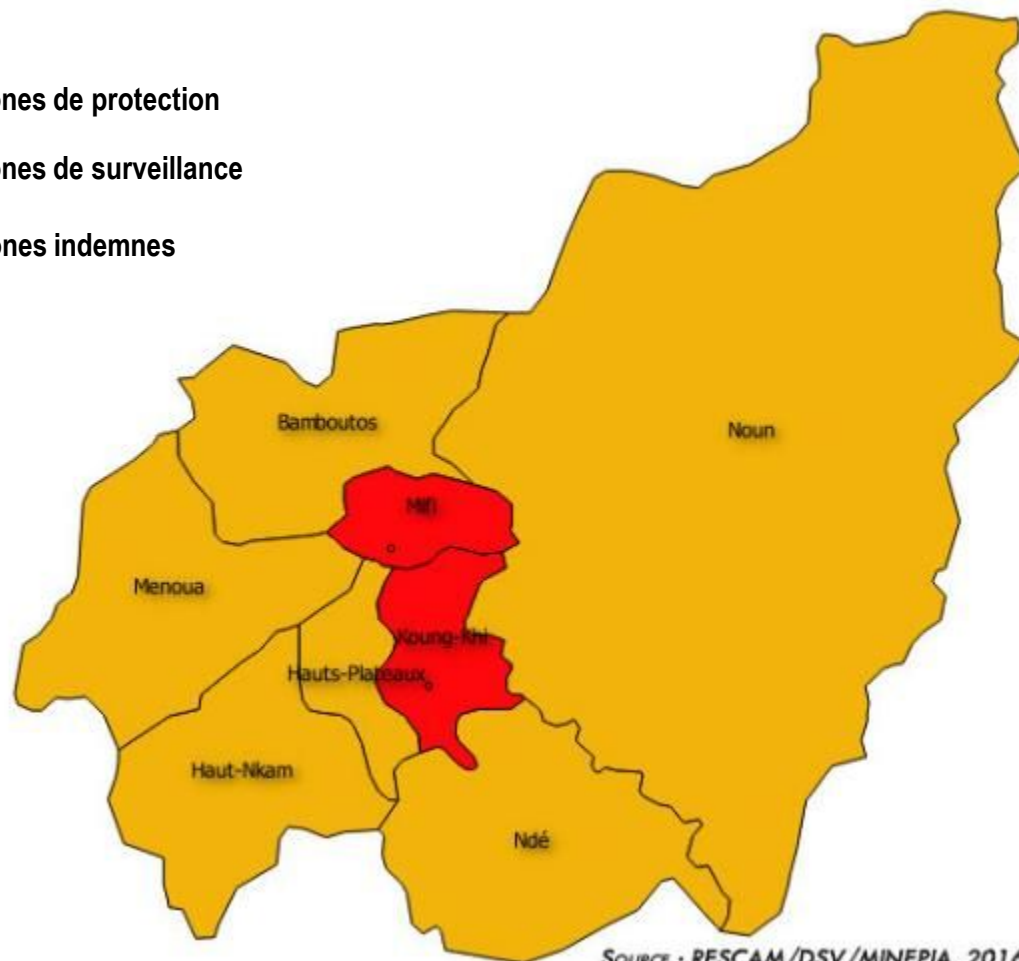 ones de protection
ones de surveillance
ones indemnes
Bamboutos
Noun
Mifi
Menoua
Koung-Khi
Hauts-Plateaux
Haut-Nkam
Ndé
SOURCE : RESCAM/DSV/MINEPIA, 2016